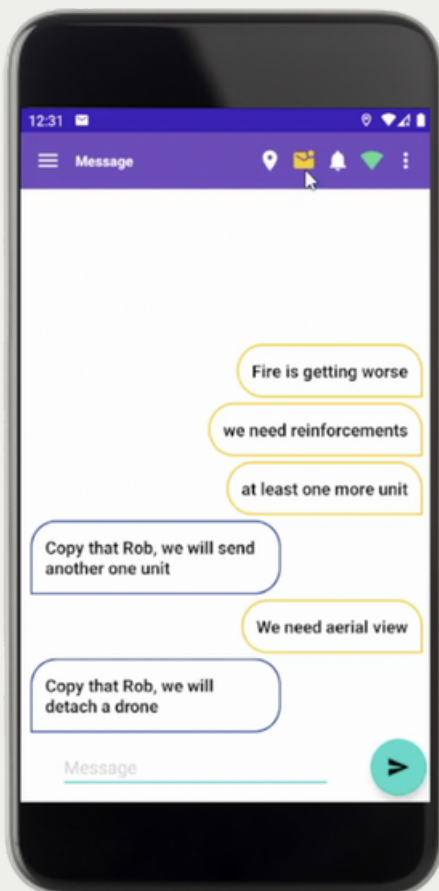 12:31
Message
Fire is getting worse
we need reinforcements
at least one more unit
Copy that Rob, we will send
another one unit
We need aerial view
Copy that Rob, we will
detach a drone
Message